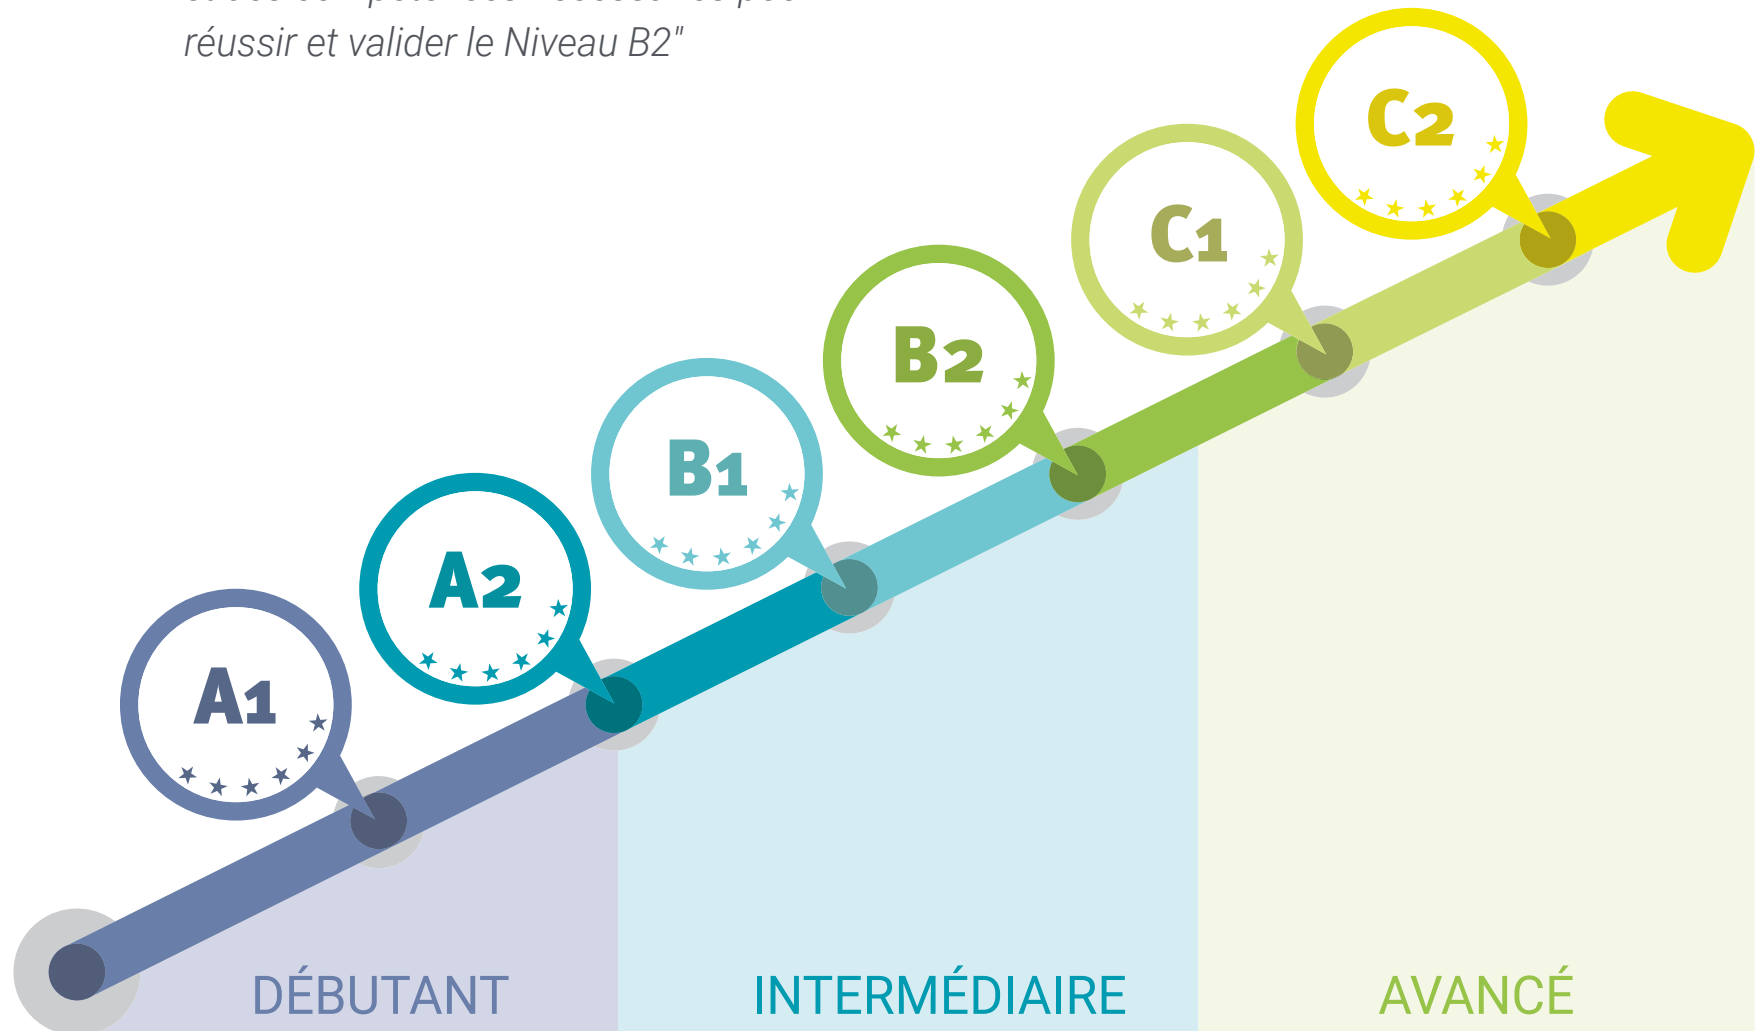 réussir et valider le Niveau B2"
C2
C1
B2
B1
A2
A1
DÉBUTANT INTERMÉDIAIRE AVANCÉ